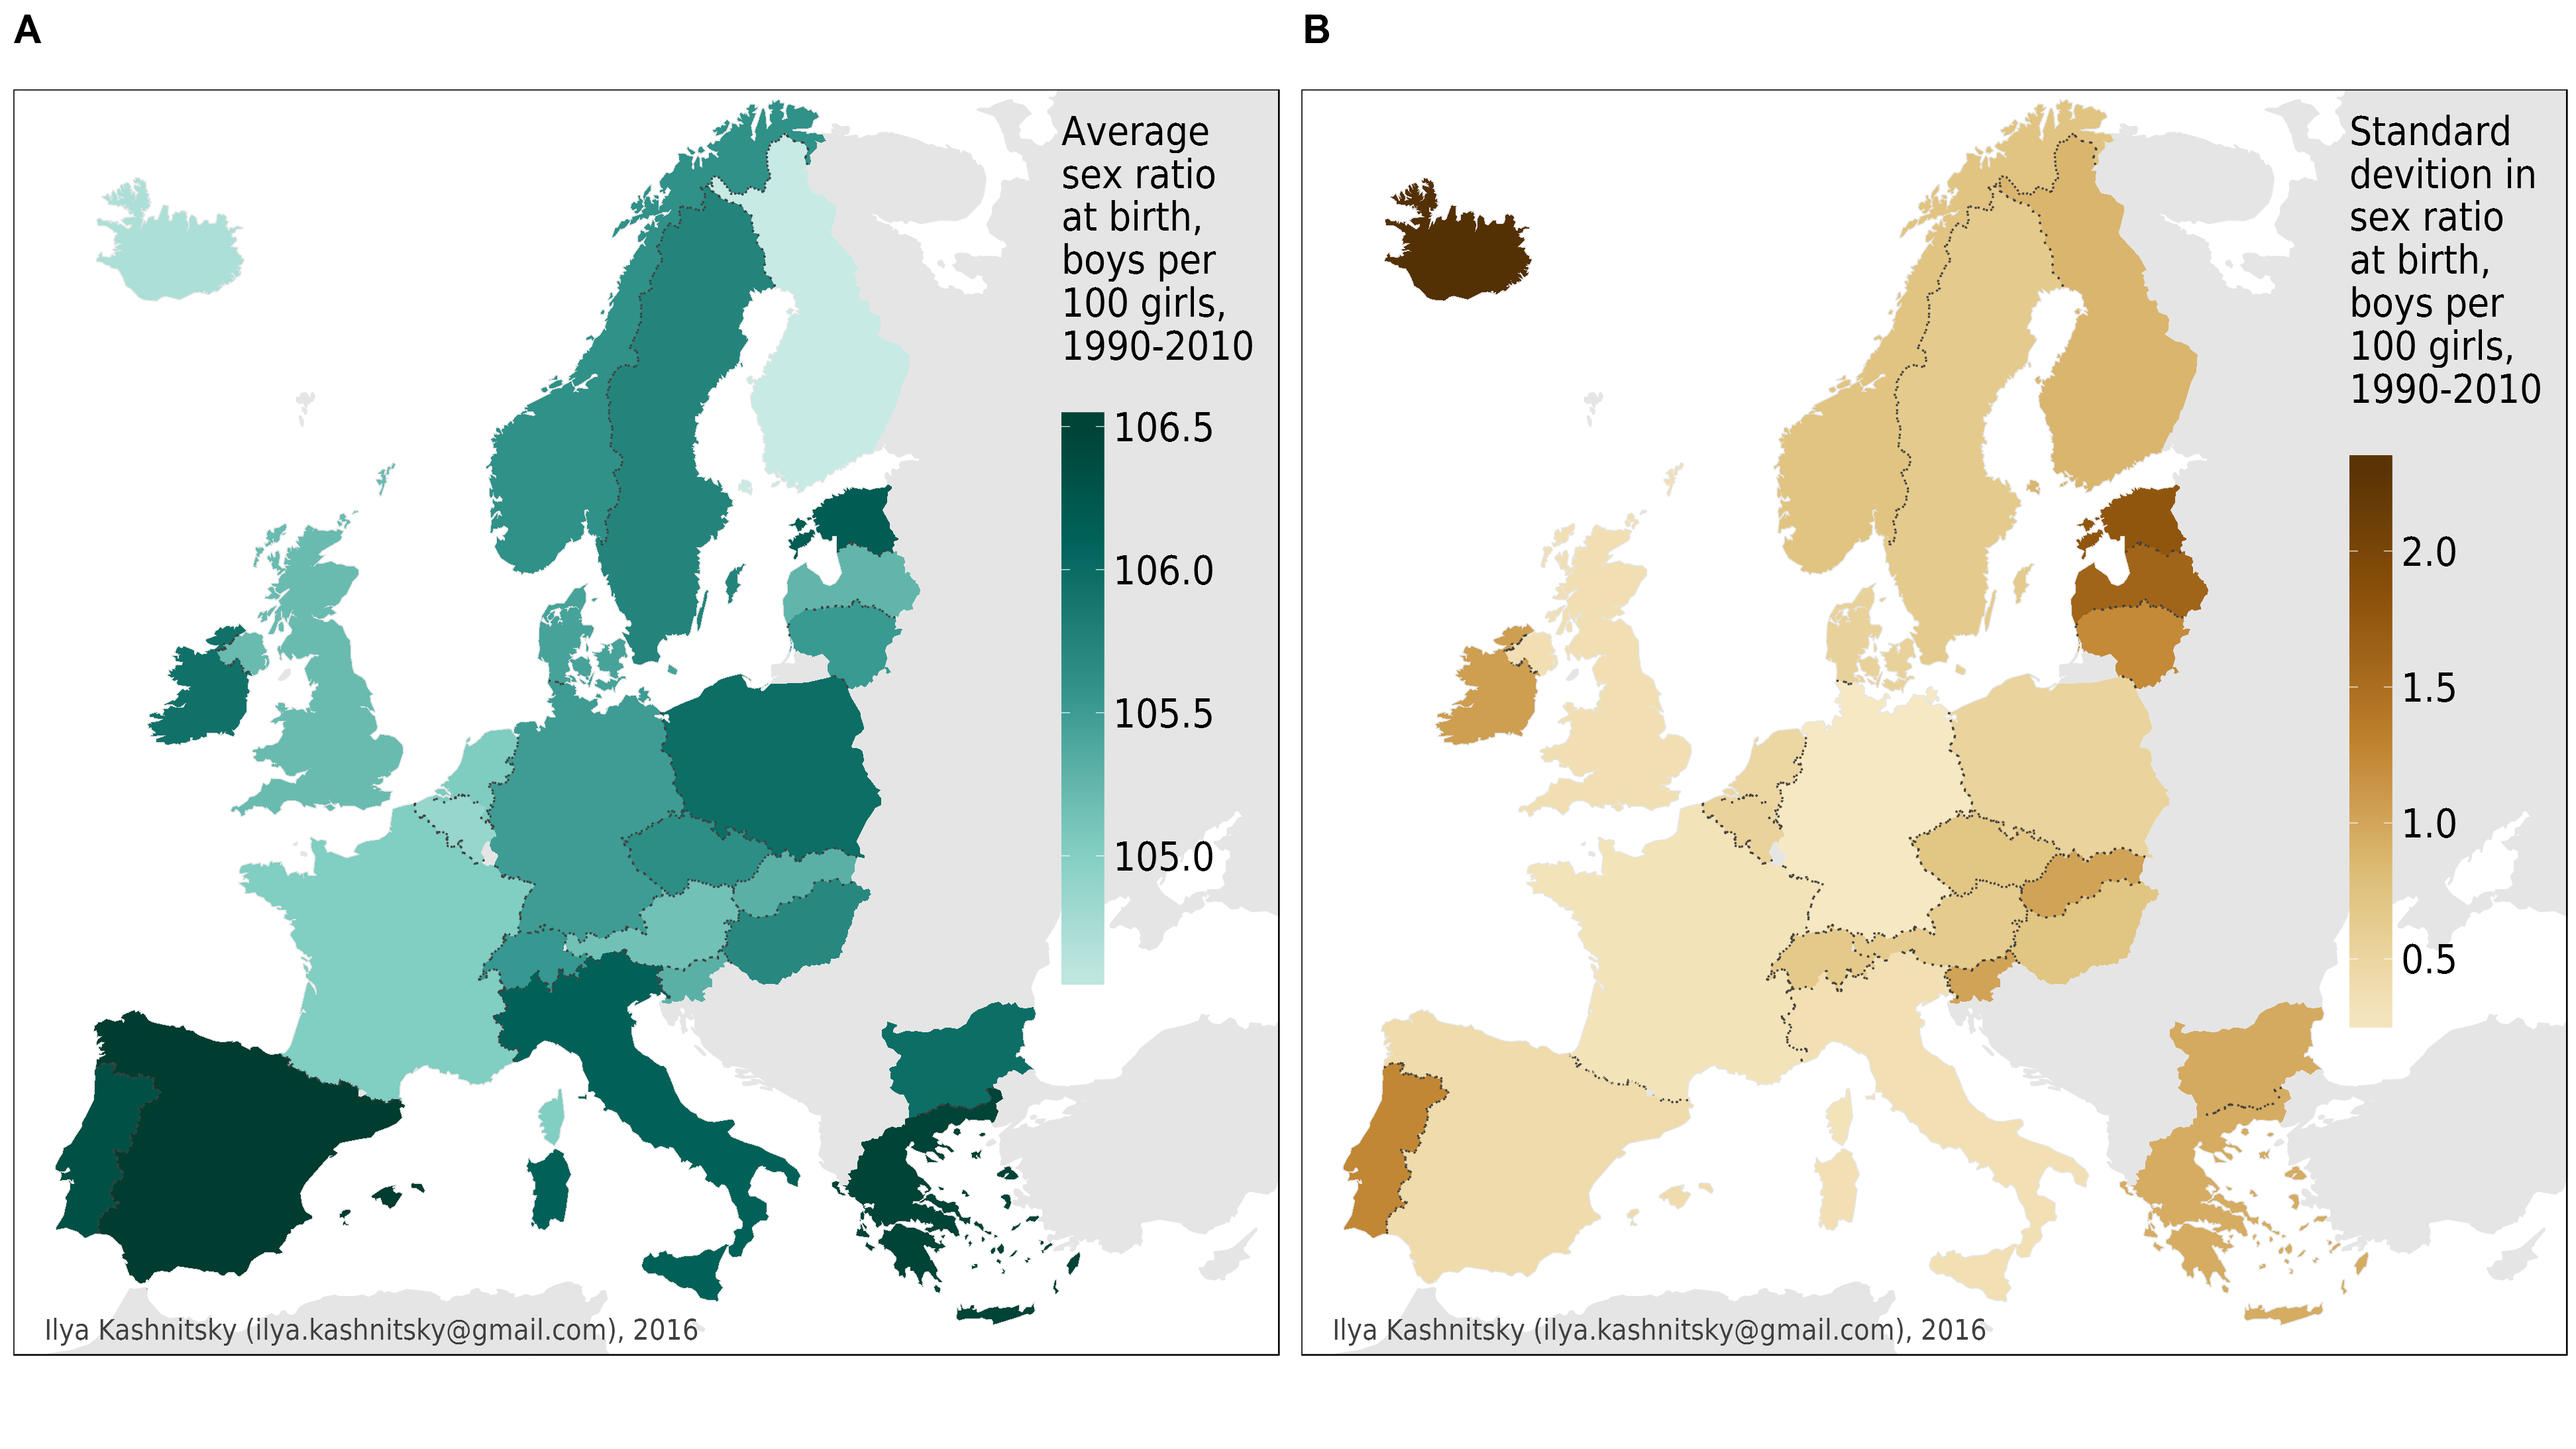 A
Average
sex ratio
at birth,
boys per
100 girls,
1990-2010
106.5
106.0
105.5
105.0
Ilya Kashnitsky (ilya.kashnitsky@gmail.com), 2016
B
Standard
devition in
sex ratio
at birth,
boys per
100 girls,
1990-2010
2.0
1.5
1.0
0.5
Ilya Kashnitsky (ilya.kashnitsky@gmail.com), 2016